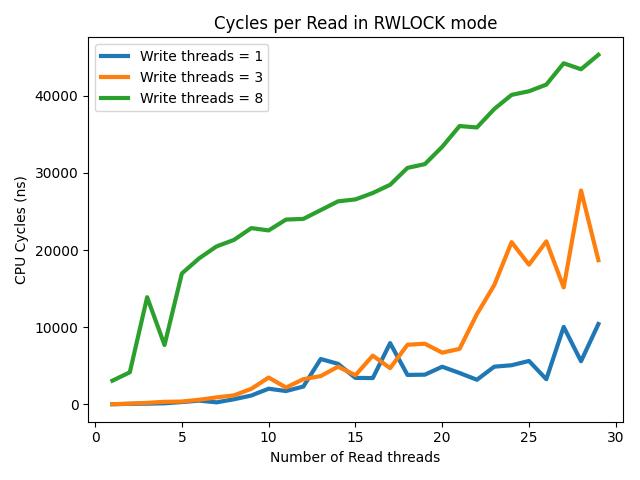 Cycles per Read in RWLOCK mode
Write threads = 1
Write threads = 3
Write threads = 8
CPU Cycles (ns)
40000
30000
20000
10000
0
0 5 10 15 20 25 30
Number of Read threads